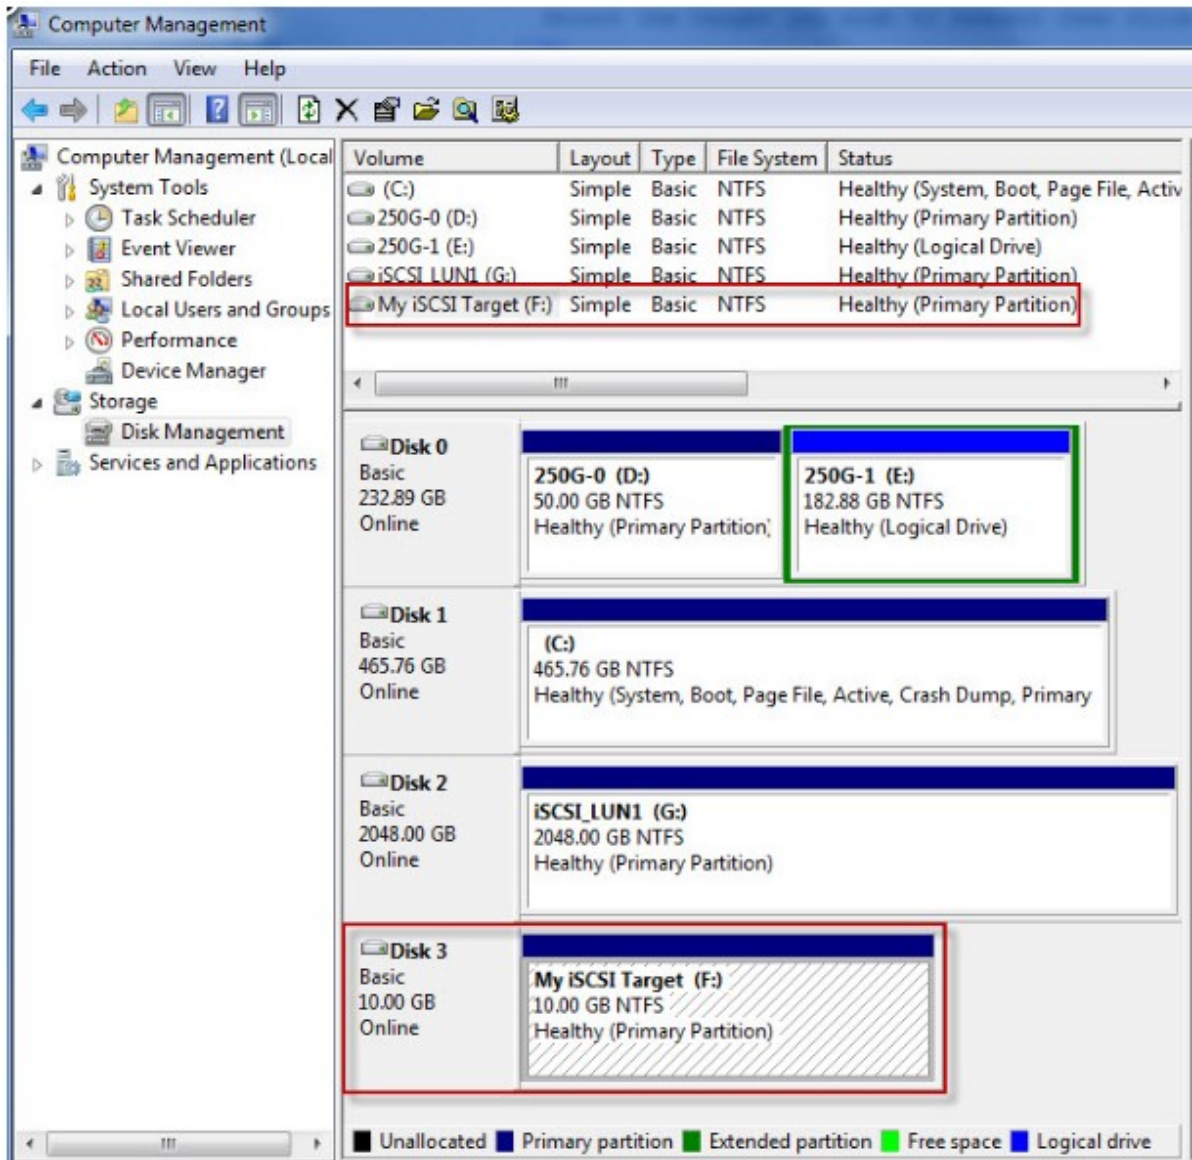 Computer Management
File Action View Help
Computer Management (Local
System Tools
Task Scheduler
Event Viewer
Shared Folders
Local Users and Groups
Performance
Device Manager
Storage
Disk Management
Services and Applications
Volume Layout Type File System Status
(C:) Simple Basic NTFS Healthy (System, Boot, Page File, Activ
250G-0 (D:) Simple Basic NTFS Healthy (Primary Partition)
250G-1 (E:) Simple Basic NTFS Healthy (Logical Drive)
iSCSI_LUN1 (G:) Simple Basic NTFS Healthy (Primary Partition)
My iSCSI Target (F:) Simple Basic NTFS Healthy (Primary Partition)
Disk 0
Basic
232.89 GB
Online
250G-0 (D:)
50.00 GB NTFS
Healthy (Primary Partition)
250G-1 (E:)
182.88 GB NTFS
Healthy (Logical Drive)
Disk 1
Basic
465.76 GB
Online
(C:)
465.76 GB NTFS
Healthy (System, Boot, Page File, Active, Crash Dump, Primary
Disk 2
Basic
2048.00 GB
Online
iSCSI_LUN1 (G:)
2048.00 GB NTFS
Healthy (Primary Partition)
Disk 3
Basic
10.00 GB
Online
My iSCSI Target (F:)
10.00 GB NTFS
Healthy (Primary Partition)
Unallocated Primary partition Extended partition Free space Logical drive